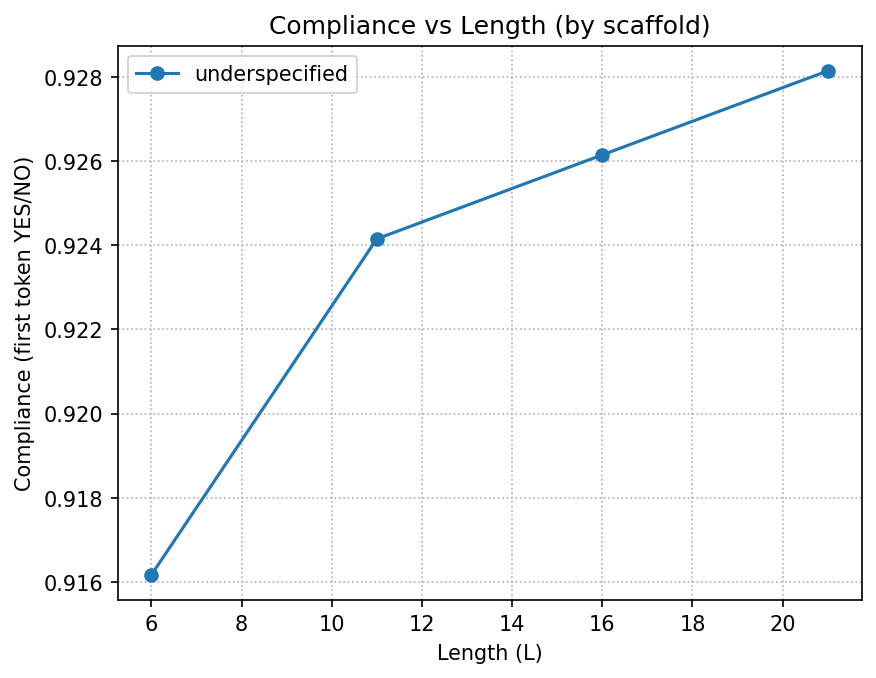 Compliance vs Length (by scaffold)
underspecified
Compliance (first token YES/NO)
0.928
0.926
0.924
0.922
0.920
0.918
0.916
6 8 10 12 14 16 18 20
Length (L)